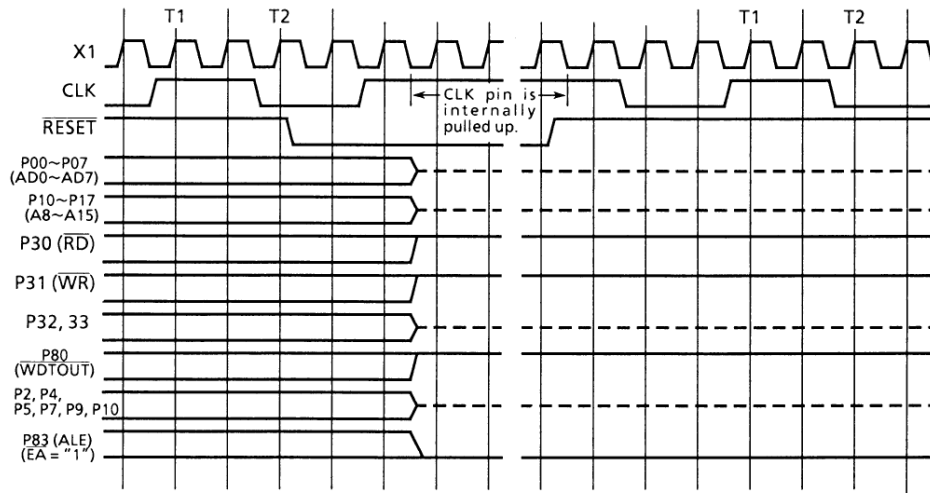 T1 T2 T1 T2
X1
CLK
CLK pin is
internally
pulled up.
RESET
P00~P07
(AD0~AD7)
P10~P17
(A8~A15)
P30 (RD)
P31 (WR)
P32, 33
P80
(WDTOUT)
P2, P4,
P5, P7, P9, P10
P83 (ALE)
(EA = "1")